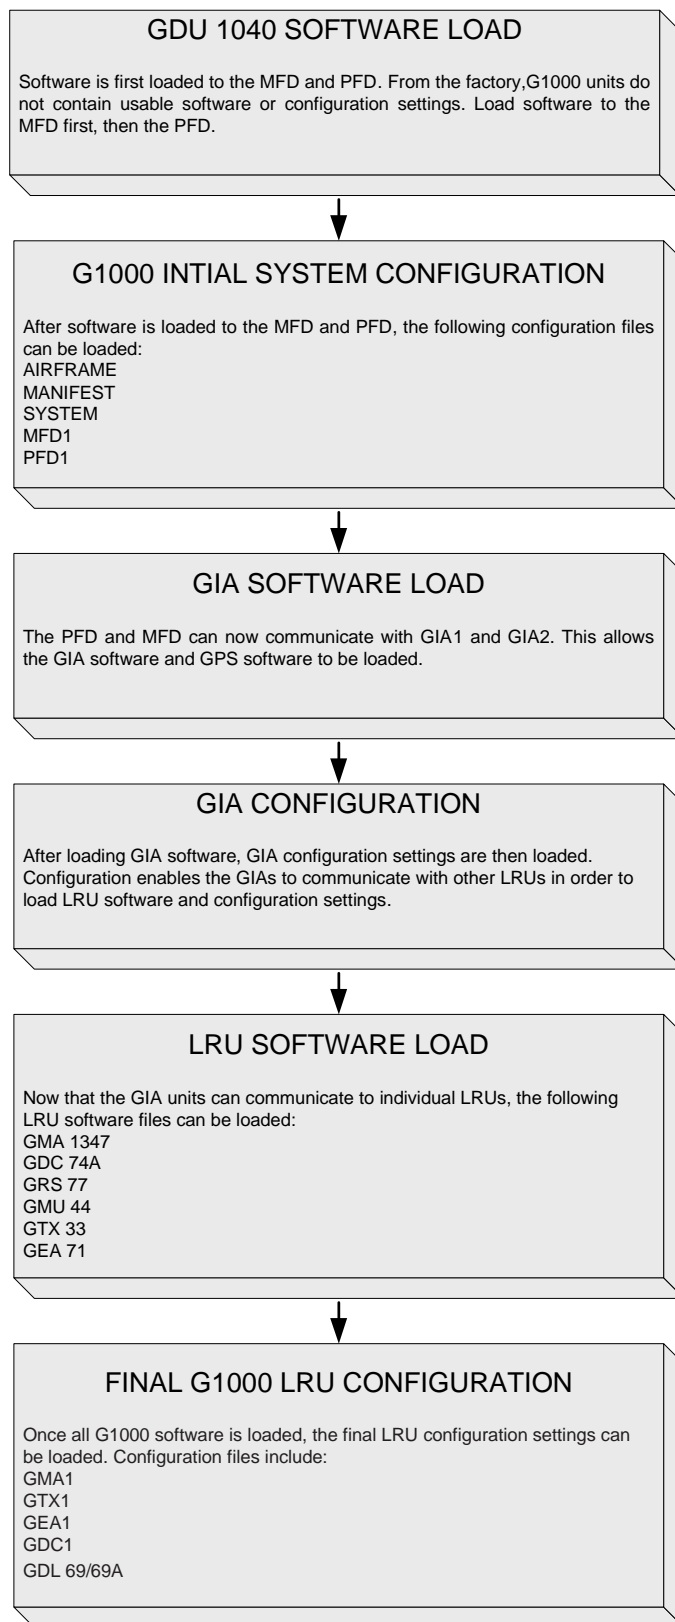 GDU 1040 SOFTWARE LOAD
Software is first loaded to the MFD and PFD. From the factory,G1000 units do
not contain usable software or configuration settings. Load software to the
MFD first, then the PFD.
G1000 INTIAL SYSTEM CONFIGURATION
After software is loaded to the MFD and PFD, the following configuration files
can be loaded:
AIRFRAME
MANIFEST
SYSTEM
MFD1
PFD1
GIA SOFTWARE LOAD
The PFD and MFD can now communicate with GIA1 and GIA2. This allows
the GIA software and GPS software to be loaded.
GIA CONFIGURATION
After loading GIA software, GIA configuration settings are then loaded.
Configuration enables the GIAs to communicate with other LRUs in order to
load LRU software and configuration settings.
LRU SOFTWARE LOAD
Now that the GIA units can communicate to individual LRUs, the following
LRU software files can be loaded:
GMA 1347
GDC 74A
GRS 77
GMU 44
GTX 33
GEA 71
FINAL G1000 LRU CONFIGURATION
Once all G1000 software is loaded, the final LRU configuration settings can
be loaded. Configuration files include:
GMA1
GTX1
GEA1
GDC1
GDL 69/69A